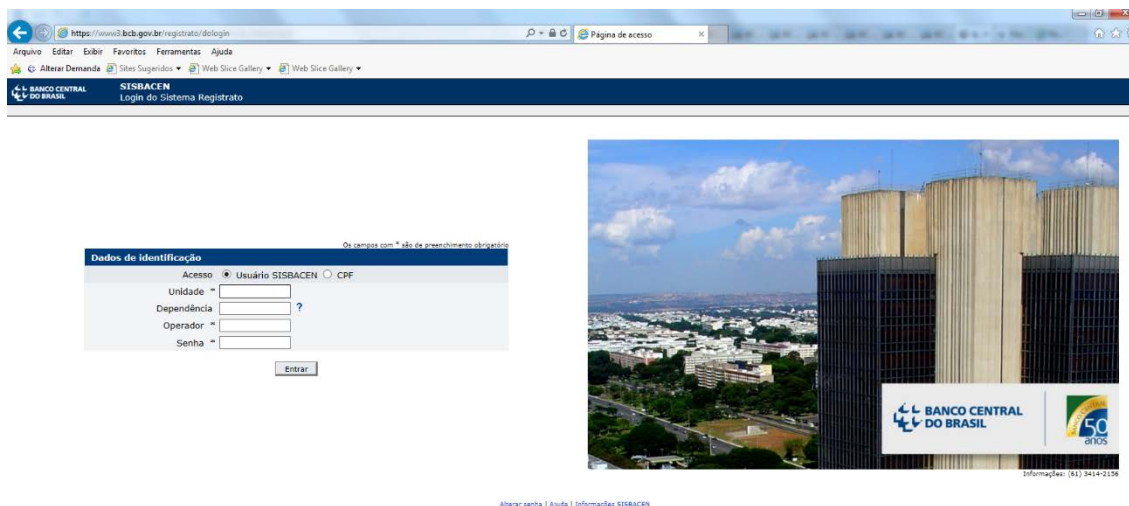 https://www3.bcb.gov.br/registrato/dologin
Página de acesso
Arquivo Editar Exibir Favoritos Ferramentas Ajuda
Alterar Demanda Sites Sugeridos Web Slice Gallery Web Slice Gallery
BANCO CENTRAL
DO BRASIL
SISBACEN
Login do Sistema Registrato
Os campos com * são de preenchimento obrigatório
Dados de identificação
Acesso Usuário SISBACEN CPF
Unidade *
Dependência ?
Operador *
Senha *
Entrar
BANCO CENTRAL
DO BRASIL
BANCO CENTRAL
50
anos
Informações: (61) 3414-2156
Alterar senha | Ajuda | Informações SISBACEN